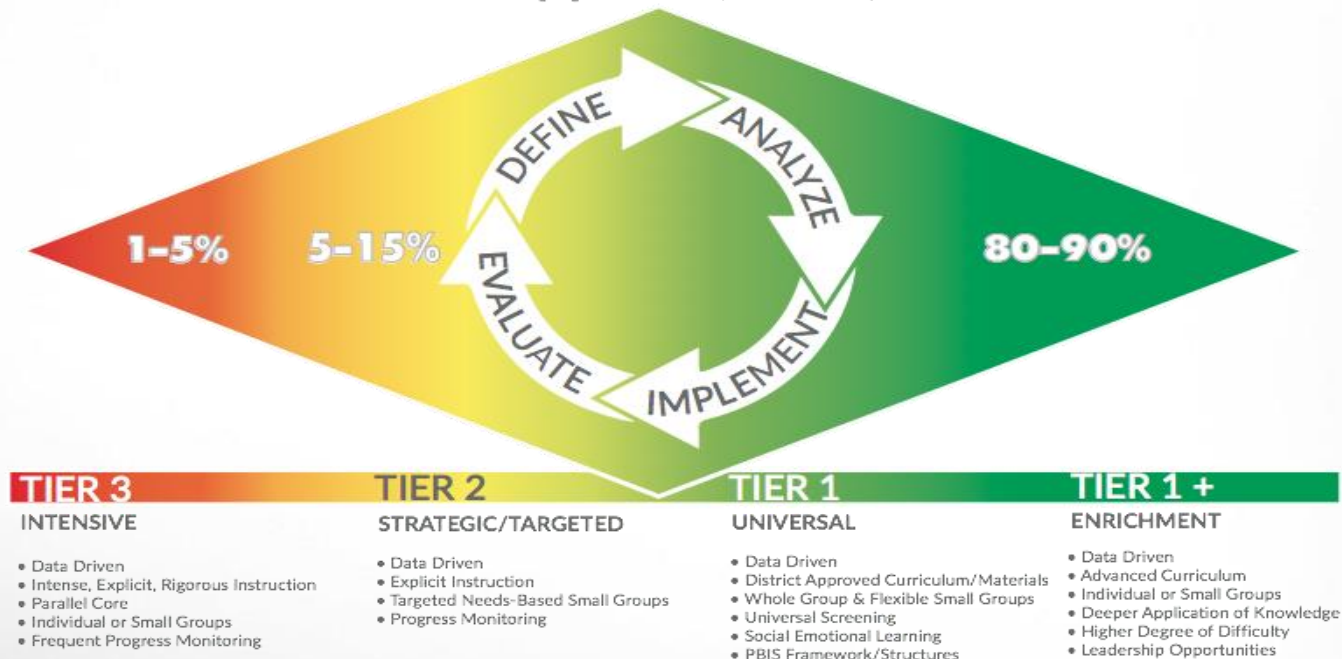 DEFINE
ANALYZE
IMPLEMENT
EVALUATE
1-5%
5-15%
80-90%
TIER 3
INTENSIVE
• Data Driven
• Intense, Explicit, Rigorous Instruction
• Parallel Core
• Individual or Small Groups
• Frequent Progress Monitoring
TIER 2
STRATEGIC/TARGETED
• Data Driven
• Explicit Instruction
• Targeted Needs-Based Small Groups
• Progress Monitoring
TIER 1
UNIVERSAL
• Data Driven
• District Approved Curriculum/Materials
• Whole Group & Flexible Small Groups
• Universal Screening
• Social Emotional Learning
• PBIS Framework/Structures
TIER 1 +
ENRICHMENT
• Data Driven
• Advanced Curriculum
• Individual or Small Groups
• Deeper Application of Knowledge
• Higher Degree of Difficulty
• Leadership Opportunities